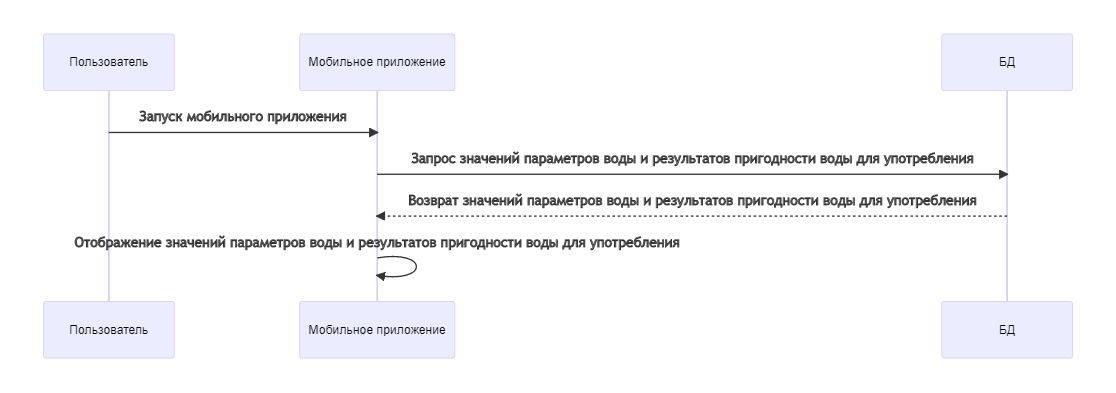 Пользователь
Мобильное приложение
БД
Запуск мобильного приложения
Запрос значений параметров воды и результатов пригодности воды для употребления
Возврат значений параметров воды и результатов пригодности воды для употребления
Отображение значений параметров воды и результатов пригодности воды для употребления
Пользователь
Мобильное приложение
БД